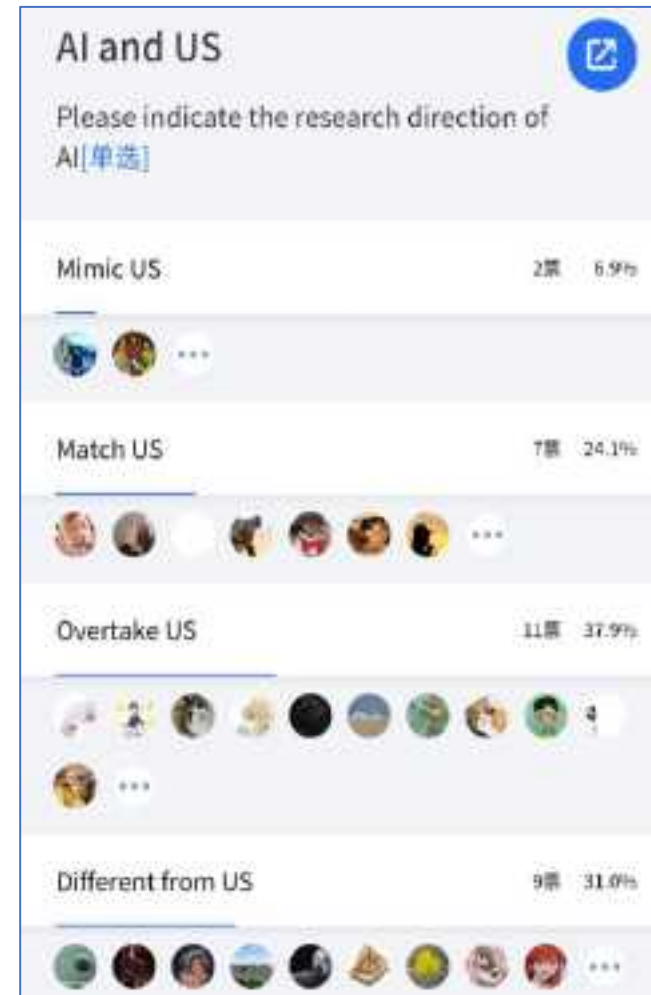 AI and US
Please indicate the research direction of
AI[单选]
Mimic US 2票 6.9%
Match US 7票 24.1%
Overtake US 11票 37.9%
Different from US 9票 31.0%